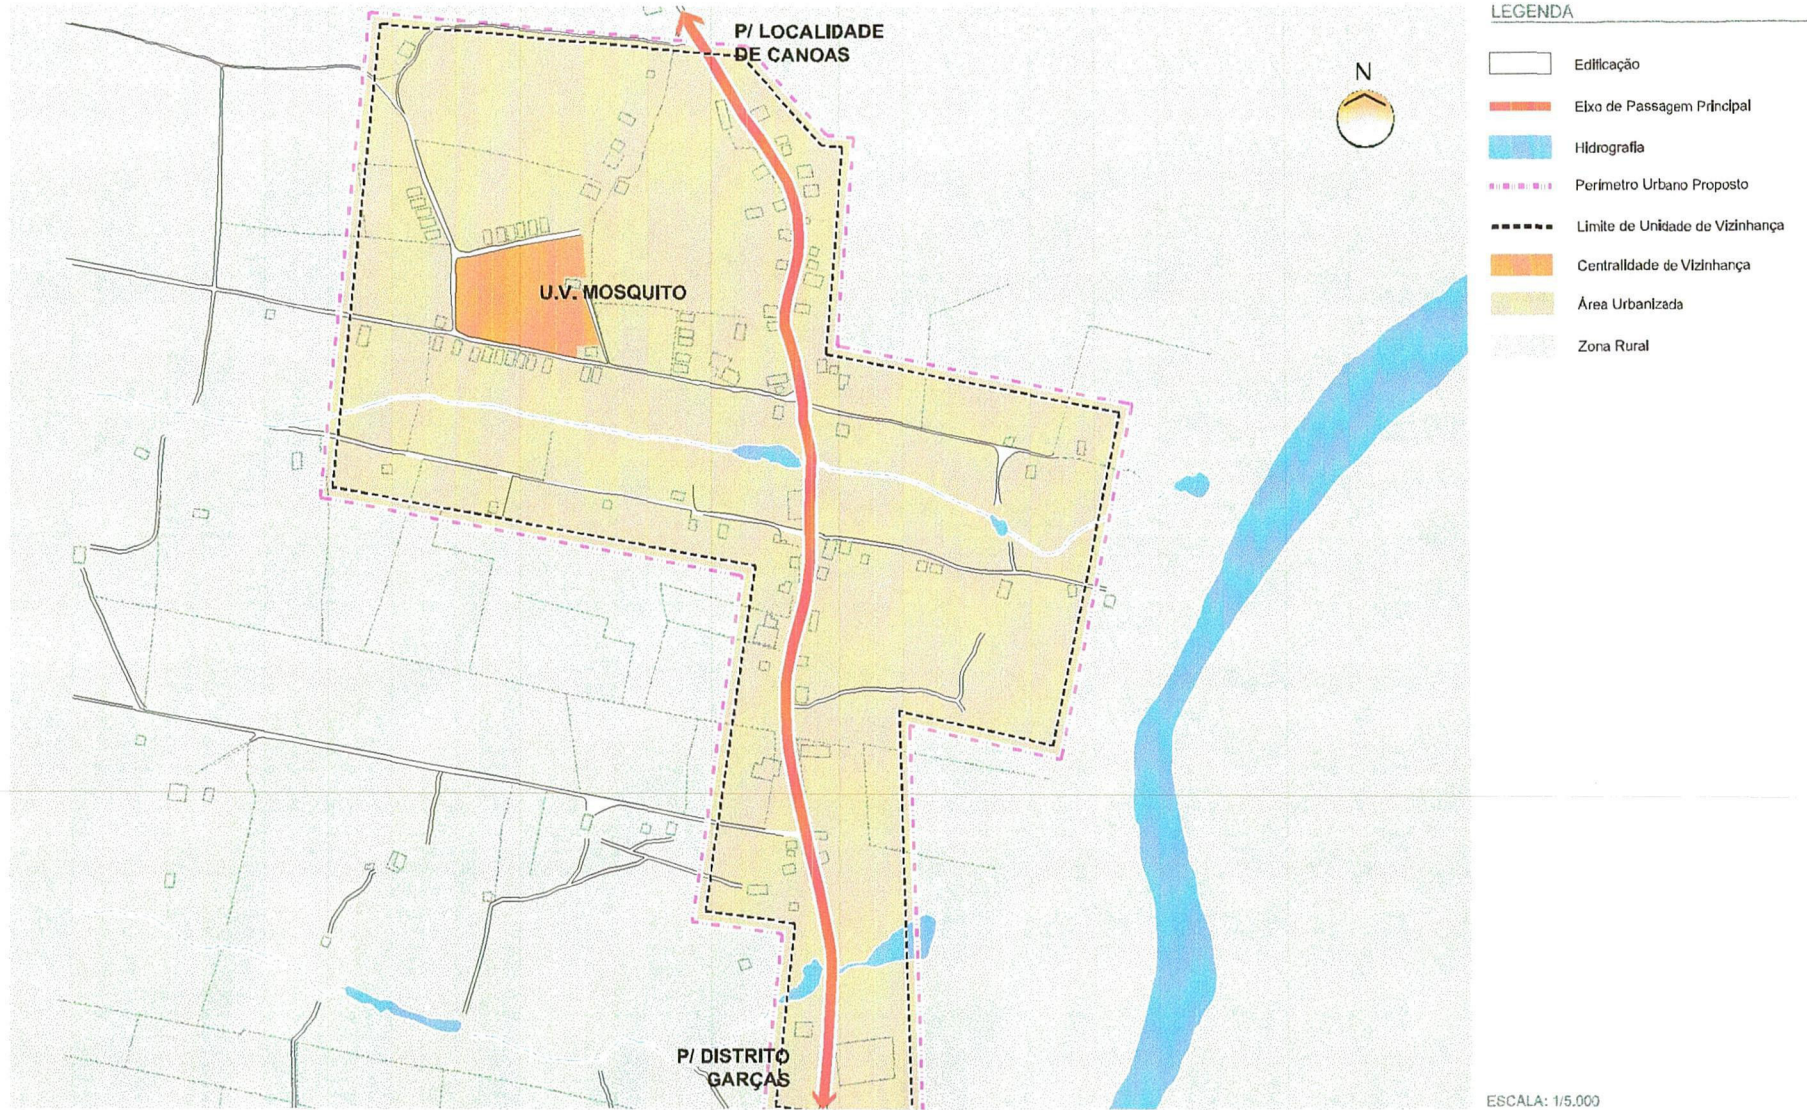 P/ LOCALIDADE
DE CANOAS
N
U.V. MOSQUITO
P/ DISTRITO
GARÇAS
LEGENDA
Edificação
Eixo de Passagem Principal
Hidrografia
Perímetro Urbano Proposto
Limite de Unidade de Vizinhança
Centralidade de Vizinhança
Área Urbanizada
Zona Rural
ESCALA: 1/5.000